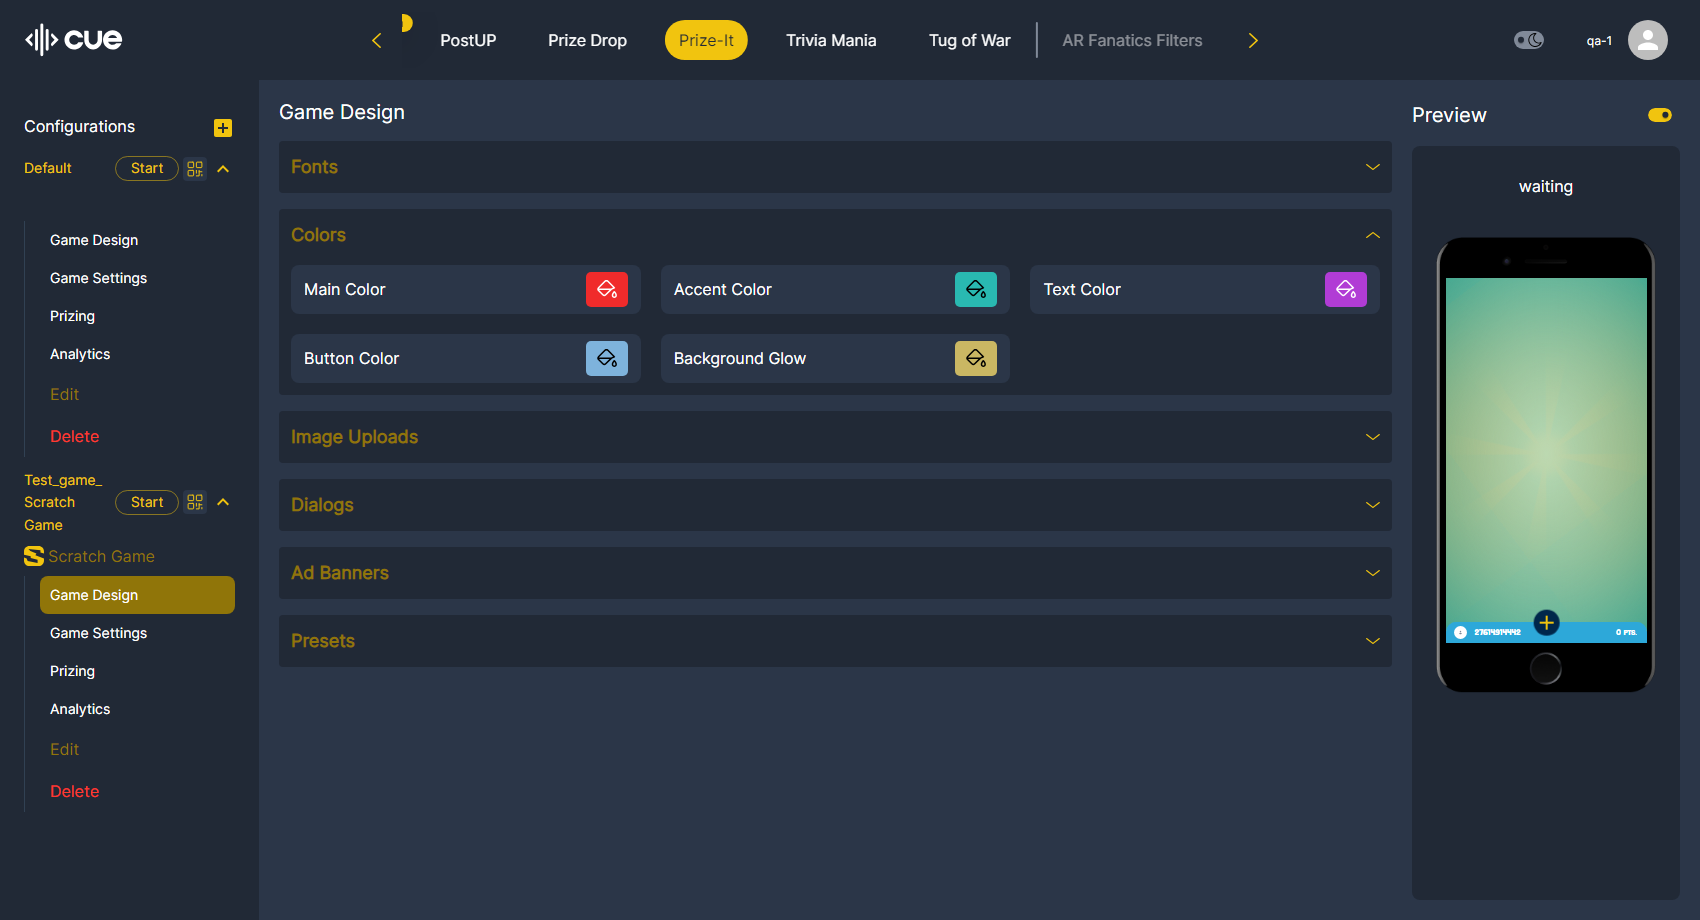 cue
PostUP
Prize Drop
Prize-It
Trivia Mania
Tug of War
AR Fanatics Filters
qa-1
Configurations
Default
Start
Game Design
Game Settings
Prizing
Analytics
Edit
Delete
Test_game_
Scratch
Game
Start
Scratch Game
Game Design
Game Settings
Prizing
Analytics
Edit
Delete
Game Design
Fonts
Colors
Main Color
Accent Color
Text Color
Button Color
Background Glow
Image Uploads
Dialogs
Ad Banners
Presets
Preview
waiting
27614914442
0 PTS.